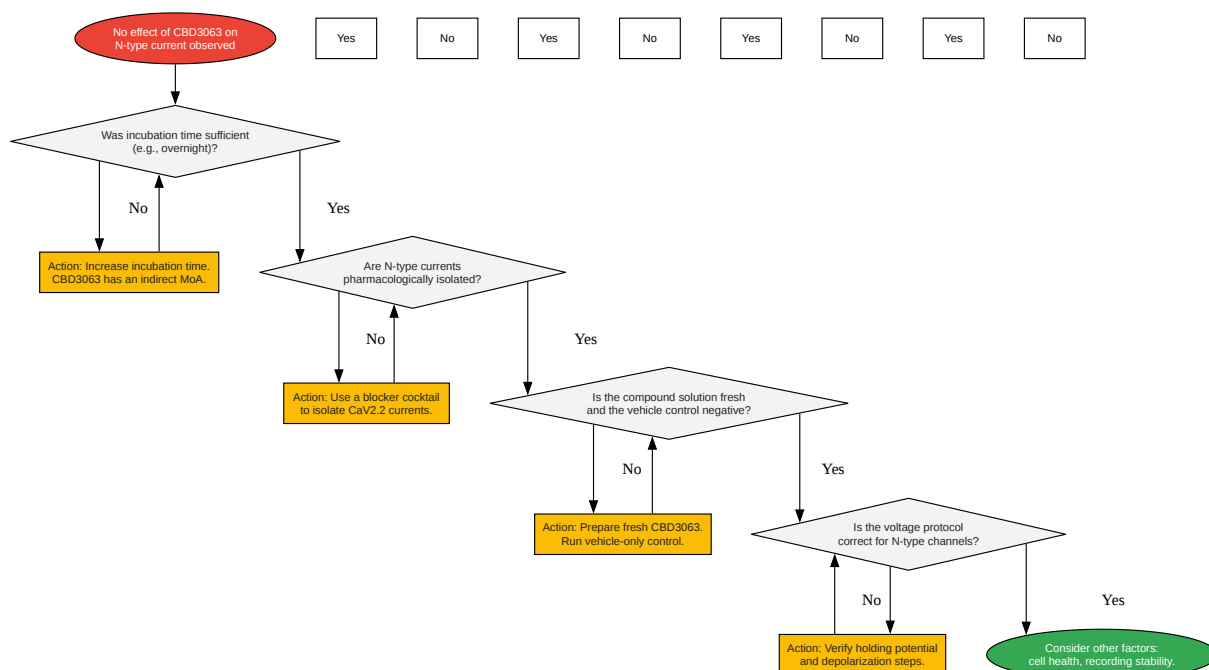 No effect of CBD3063 on
N-type current observed
Yes
No
Yes
No
Yes
No
Yes
No
Was incubation time sufficient
(e.g., overnight)?
No
Yes
Action: Increase incubation time.
CBD3063 has an indirect MoA.
Are N-type currents
pharmacologically isolated?
No
Yes
Action: Use a blocker cocktail
to isolate CaV2.2 currents.
Is the compound solution fresh
and the vehicle control negative?
No
Yes
Action: Prepare fresh CBD3063.
Run vehicle-only control.
Is the voltage protocol
correct for N-type channels?
No
Yes
Action: Verify holding potential
and depolarization steps.
Consider other factors:
cell health, recording stability.